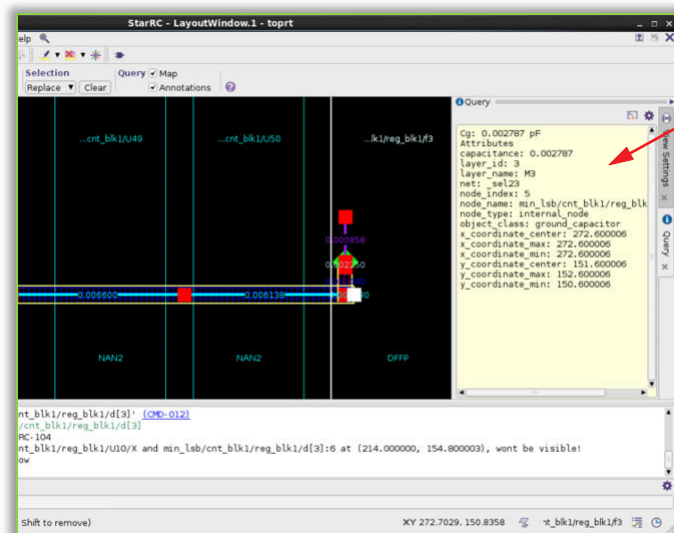 StarRC - LayoutWindow.1 - toprt
elp
Selection
Query
Map
Replace
Clear
Annotations
...cnt_blk1/U49
...cnt_blk1/U50
...lk1/reg_blk1/f3
0.000856
0.002250
0.006600
0.006138
NAN2
NAN2
DFFP
Query
Cg: 0.002787 pF
Attributes
capacitance: 0.002787
layer_id: 3
layer_name: M3
net: _sel23
node_index: 5
node_name: min_lsb/cnt_blk1/reg_blk
node_type: internal_node
object_class: ground_capacitor
x_coordinate_center: 272.600006
x_coordinate_max: 272.600006
x_coordinate_min: 272.600006
y_coordinate_center: 151.600006
y_coordinate_max: 152.600006
y_coordinate_min: 150.600006
View Settings
Query
nt_blk1/reg_blk1/d[3]' (CMD-012)
/cnt_blk1/reg_blk1/d[3]
RC-104
nt_blk1/reg_blk1/U10/X and min_lsb/cnt_blk1/reg_blk1/d[3]:6 at (214.000000, 154.800003), wont be visible!
ow
Shift to remove)
XY 272.7029, 150.8358
nt_blk1/reg_blk1/f3